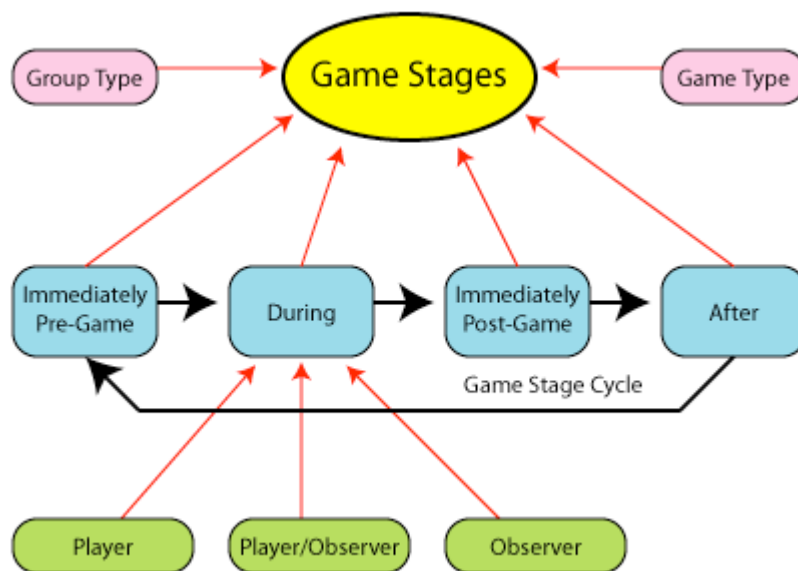 Group Type
Game Stages
Game Type
Immediately
Pre-Game
During
Immediately
Post-Game
After
Game Stage Cycle
Player
Player/Observer
Observer